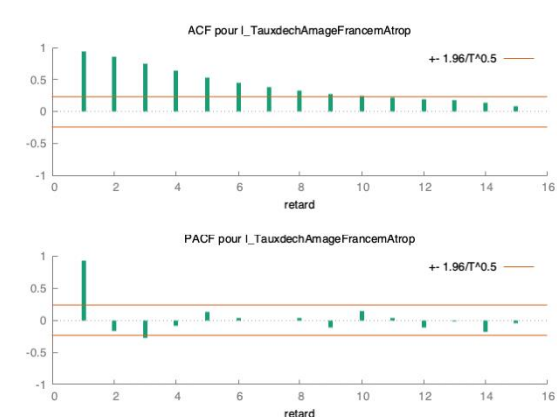 ACF pour l_TauxdechAmageFrancemAtrop
+- 1.96/T^0.5
1
0.5
0
-0.5
-1
0 2 4 6 8 10 12 14 16
retard
PACF pour l_TauxdechAmageFrancemAtrop
+- 1.96/T^0.5
1
0.5
0
-0.5
-1
0 2 4 6 8 10 12 14 16
retard